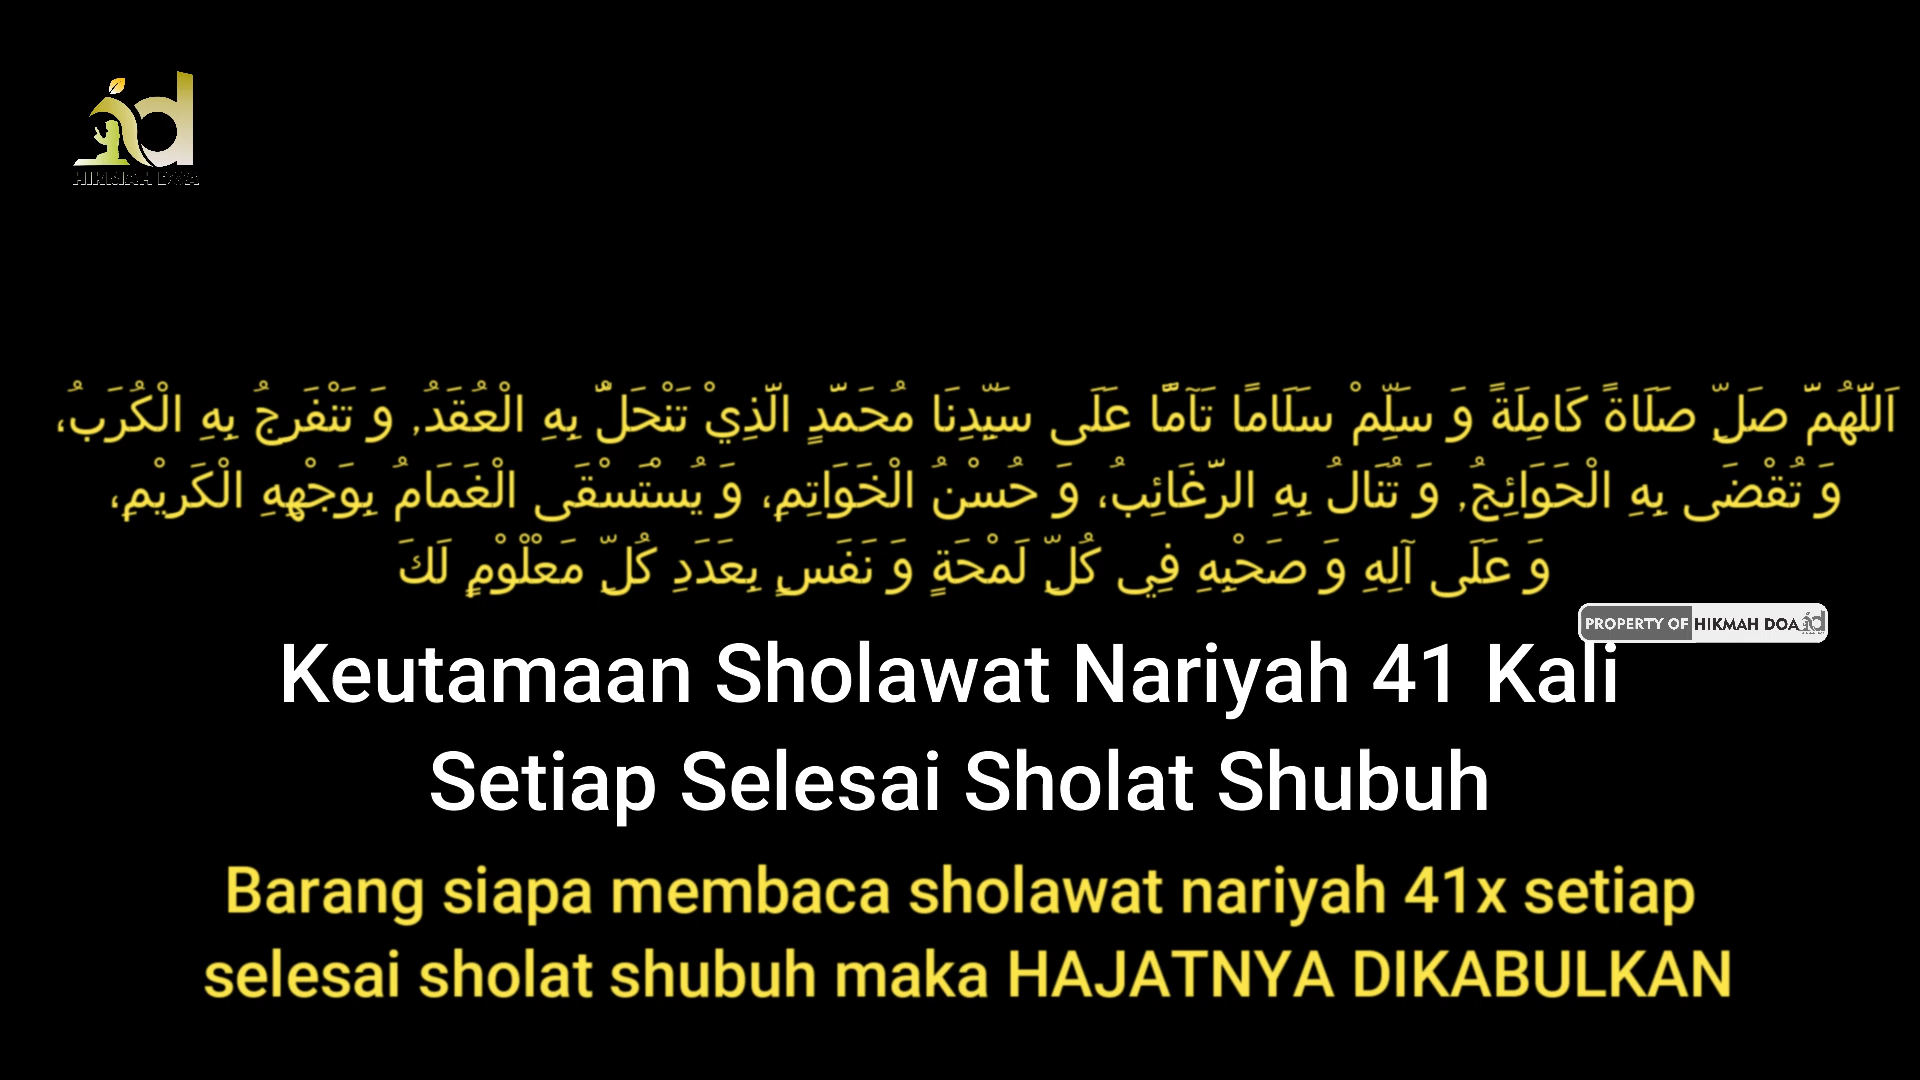 HIKMAH DOA
اَللّٰهُمَّ صَلِّ صَلَاةً كَامِلَةً وَ سَلِّمْ سَلَامًا تَآمًّا عَلَى سَيِّدِنَا مُحَمَّدٍ الَّذِيْ تَنْحَلُّ بِهِ الْعُقَدُ, وَ تَنْفَرِجُ بِهِ الْكُرَبُ،
وَ تُقْضَى بِهِ الْحَوَائِجُ, وَ تُنَالُ بِهِ الرَّغَائِبُ، وَ حُسْنُ الْخَوَاتِمِ، وَ يُسْتَسْقَى الْغَمَامُ بِوَجْهِهِ الْكَرِيْمِ،
وَ عَلَى آلِهِ وَ صَحْبِهِ فِي كُلِّ لَمْحَةٍ وَ نَفَسٍ بِعَدَدِ كُلِّ مَعْلُوْمٍ لَكَ
PROPERTY OF HIKMAH DOA
Keutamaan Sholawat Nariyah 41 Kali
Setiap Selesai Sholat Shubuh
Barang siapa membaca sholawat nariyah 41x setiap
selesai sholat shubuh maka HAJATNYA DIKABULKAN